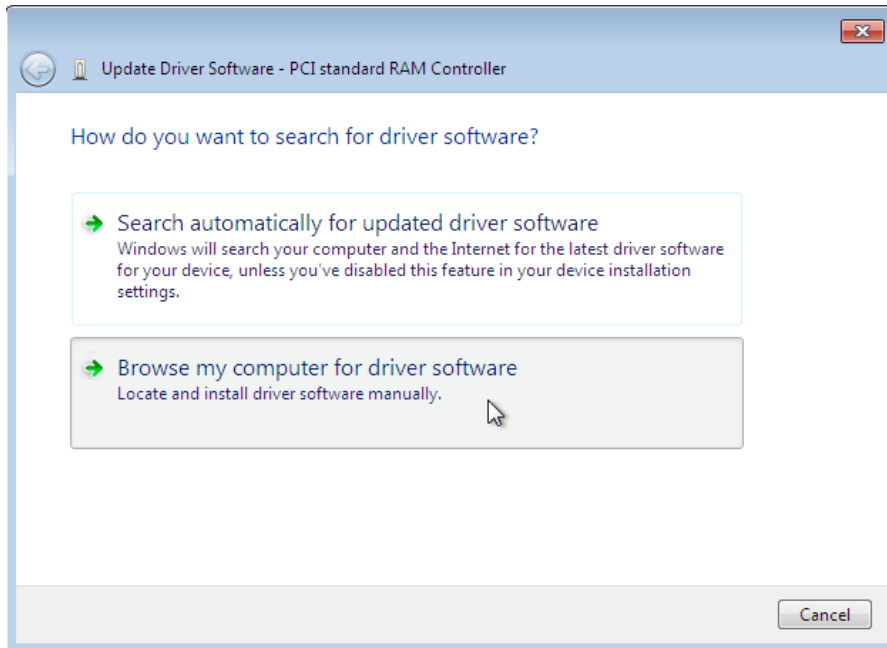 Update Driver Software - PCI standard RAM Controller
How do you want to search for driver software?
Search automatically for updated driver software
Windows will search your computer and the Internet for the latest driver software
for your device, unless you've disabled this feature in your device installation
settings.
Browse my computer for driver software
Locate and install driver software manually.
Cancel